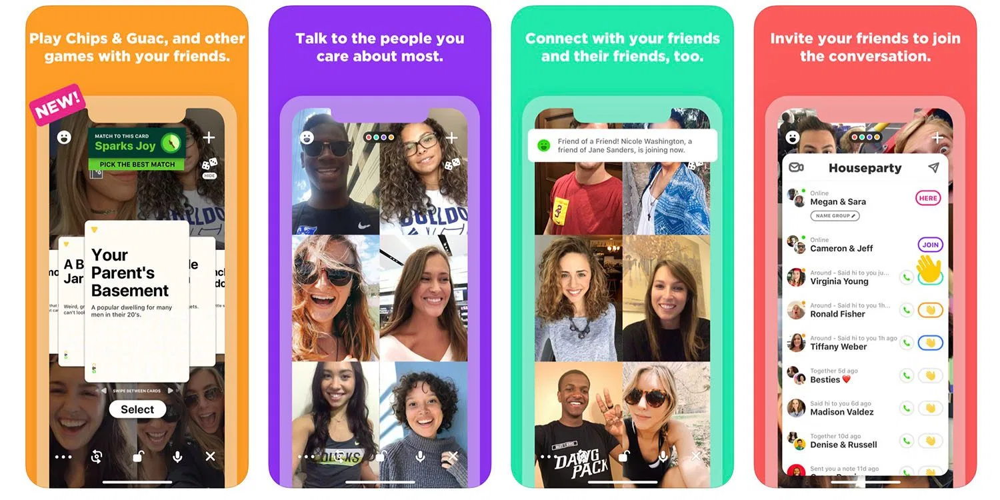 Play Chips & Guac, and other
games with your friends.
NEW!
MATCH TO THIS CARD
Sparks Joy
PICK THE BEST MATCH
HIDE
A B
Jar
Weird, gr
can't look
Your
Parent's
Basement
A popular dwelling for many
men in their 20's.
SWIPE BETWEEN CARDS
Select
Talk to the people you
care about most.
Connect with your friends
and their friends, too.
Friend of a Friend! Nicole Washington, a
friend of Jane Sanders, is joining now.
DAWG
PACK
Invite your friends to join
the conversation.
Houseparty
Online
Megan & Sara
HERE
NAME GROUP
Online
Cameron & Jeff
JOIN
Around - Said hi to you ju...
Virginia Young
Around - Said hi to you 1h...
Ronald Fisher
Around - Said hi to you 1h ago
Tiffany Weber
Together 5d ago
Besties ❤️
Said hi to you 6d ago
Madison Valdez
Together 10d ago
Denise & Russell
Sent you a note 11d ago